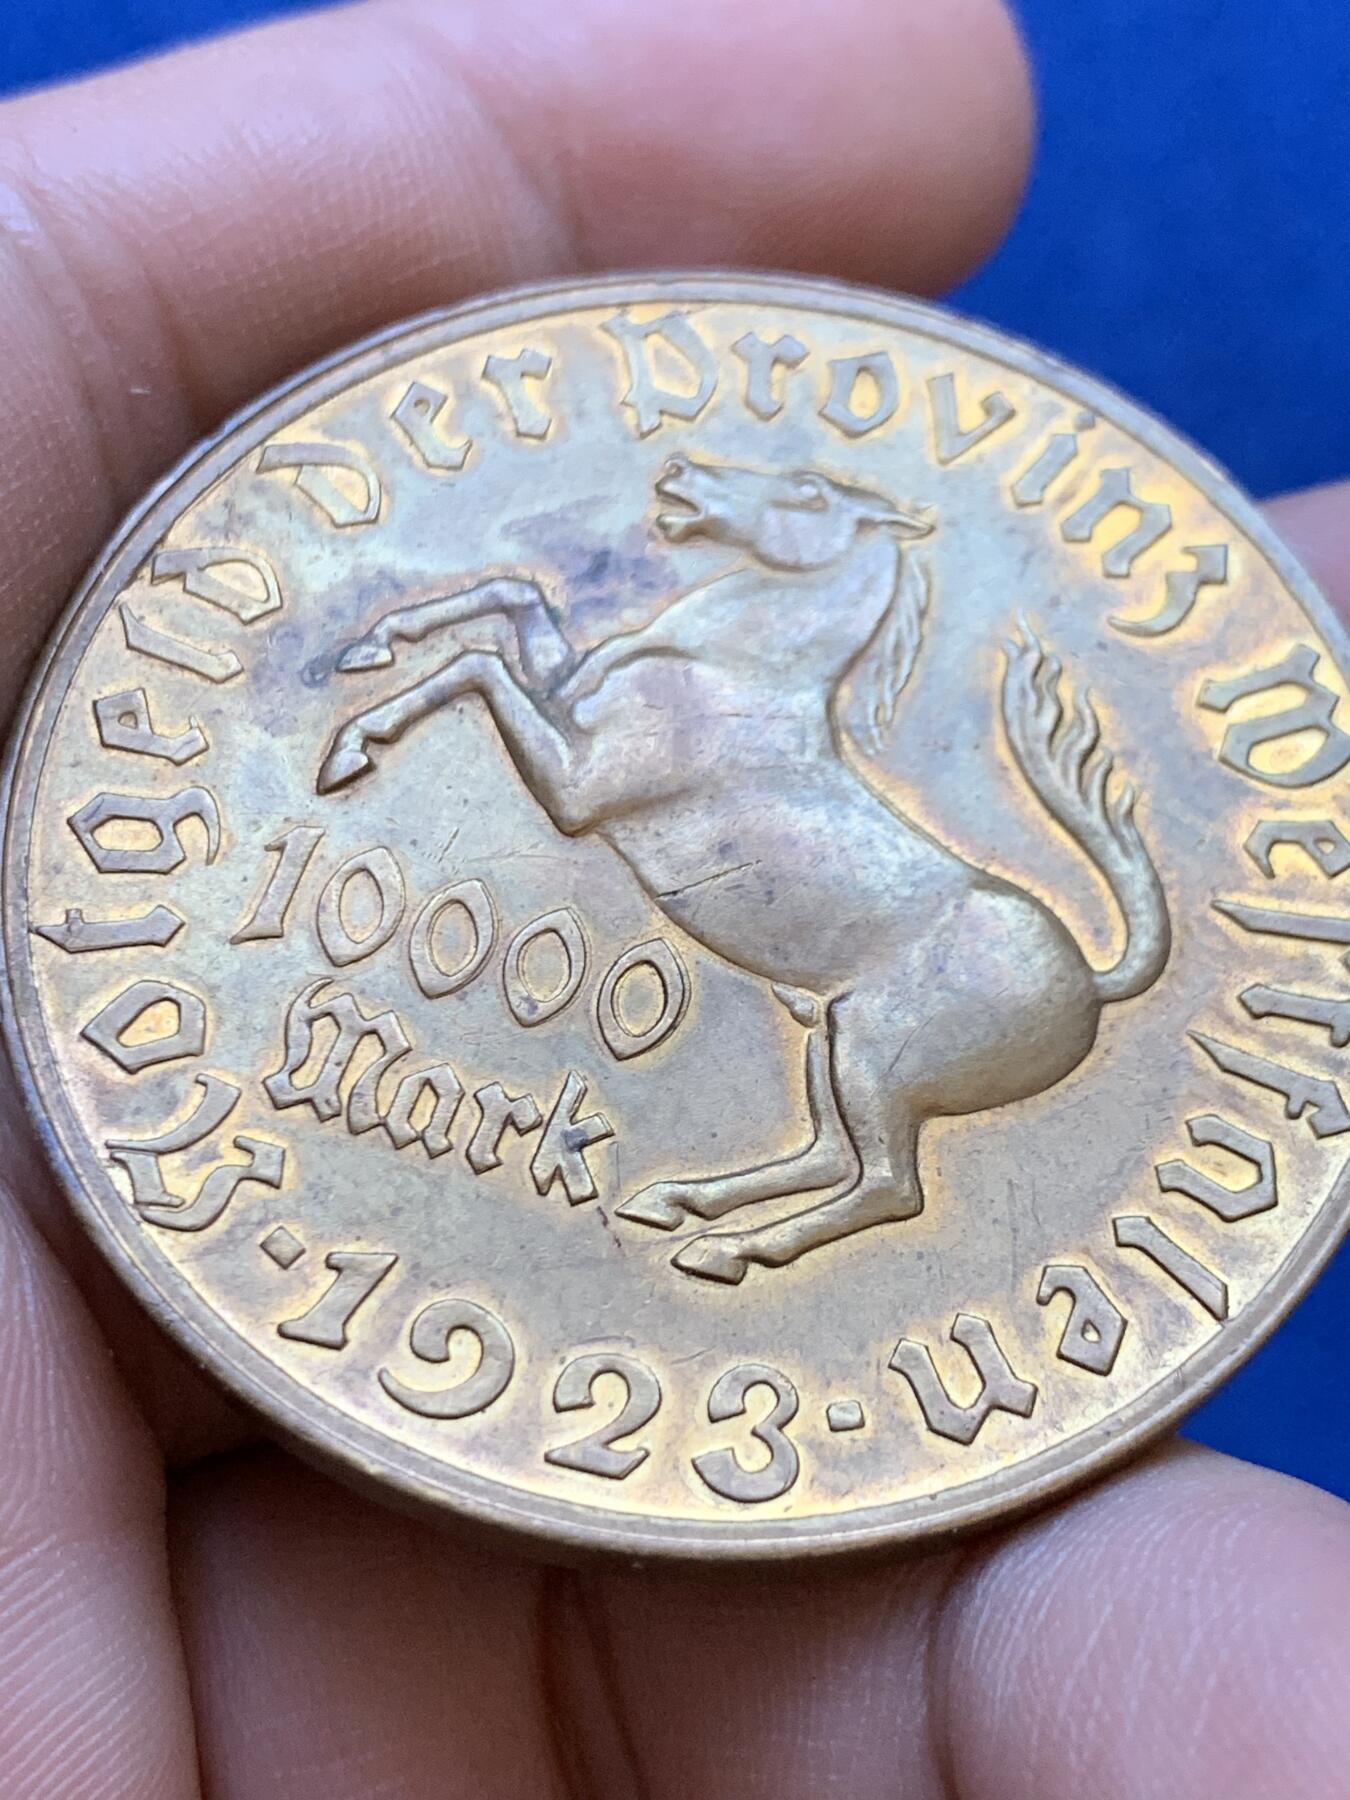 Notgeld der Provinz Westfalen
10000
Mark
·1923·